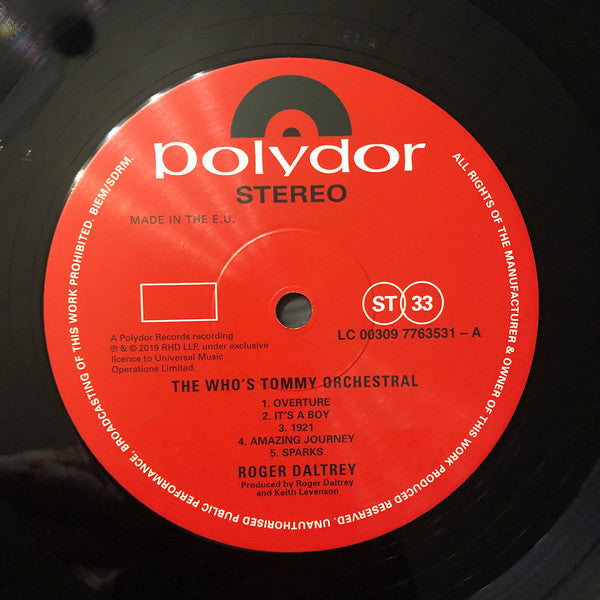 polydor
STEREO
MADE IN THE E.U.
ST 33
LC 00309 7763531 – A
A Polydor Records recording
℗ & © 2019 RHD LLP, under exclusive
licence to Universal Music
Operations Limited.
THE WHO'S TOMMY ORCHESTRAL
1. OVERTURE
2. IT'S A BOY
3. 1921
4. AMAZING JOURNEY
5. SPARKS
ROGER DALTREY
Produced by Roger Daltrey
and Keith Levenson
ALL RIGHTS OF THE MANUFACTURER & OWNER OF THIS WORK PRODUCED RESERVED. UNAUTHORISED PUBLIC PERFORMANCE, BROADCASTING OF THIS WORK PROHIBITED. BIEM/SDRM.